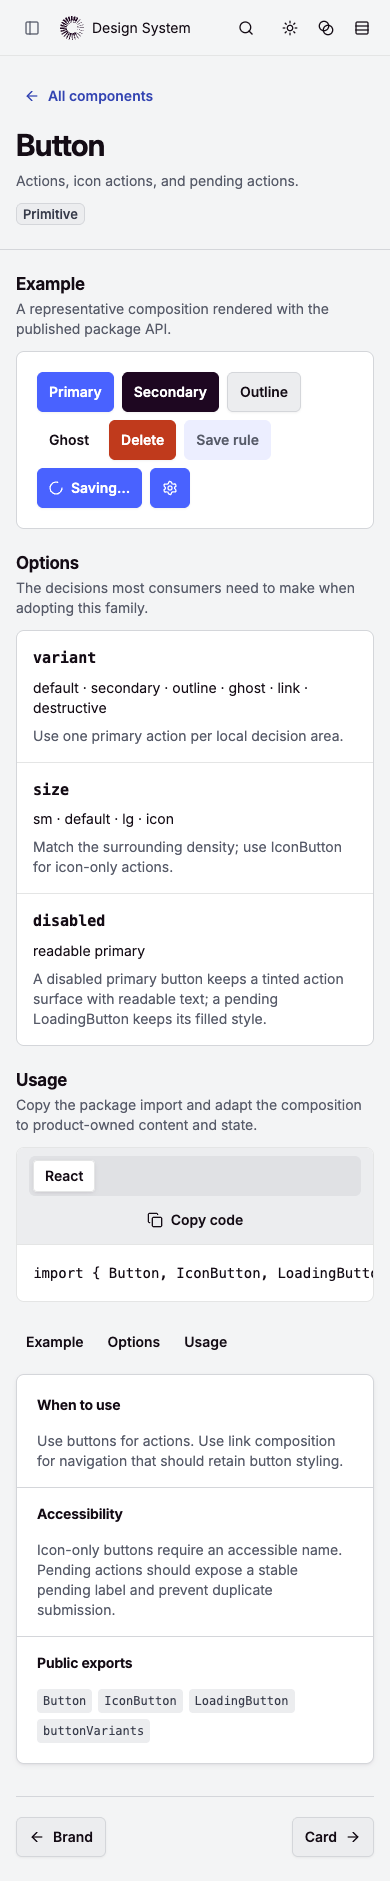 Design System
All components
Button
Actions, icon actions, and pending actions.
Primitive
Example
A representative composition rendered with the
published package API.
Primary
Secondary
Outline
Ghost
Delete
Save rule
Saving...
Options
The decisions most consumers need to make when
adopting this family.
variant
default · secondary · outline · ghost · link ·
destructive
Use one primary action per local decision area.
size
sm · default · lg · icon
Match the surrounding density; use IconButton
for icon-only actions.
disabled
readable primary
A disabled primary button keeps a tinted action
surface with readable text; a pending
LoadingButton keeps its filled style.
Usage
Copy the package import and adapt the composition
to product-owned content and state.
React
Copy code
import { Button, IconButton, LoadingButto
Example
Options
Usage
When to use
Use buttons for actions. Use link composition
for navigation that should retain button styling.
Accessibility
Icon-only buttons require an accessible name.
Pending actions should expose a stable
pending label and prevent duplicate
submission.
Public exports
Button
IconButton
LoadingButton
buttonVariants
Brand
Card